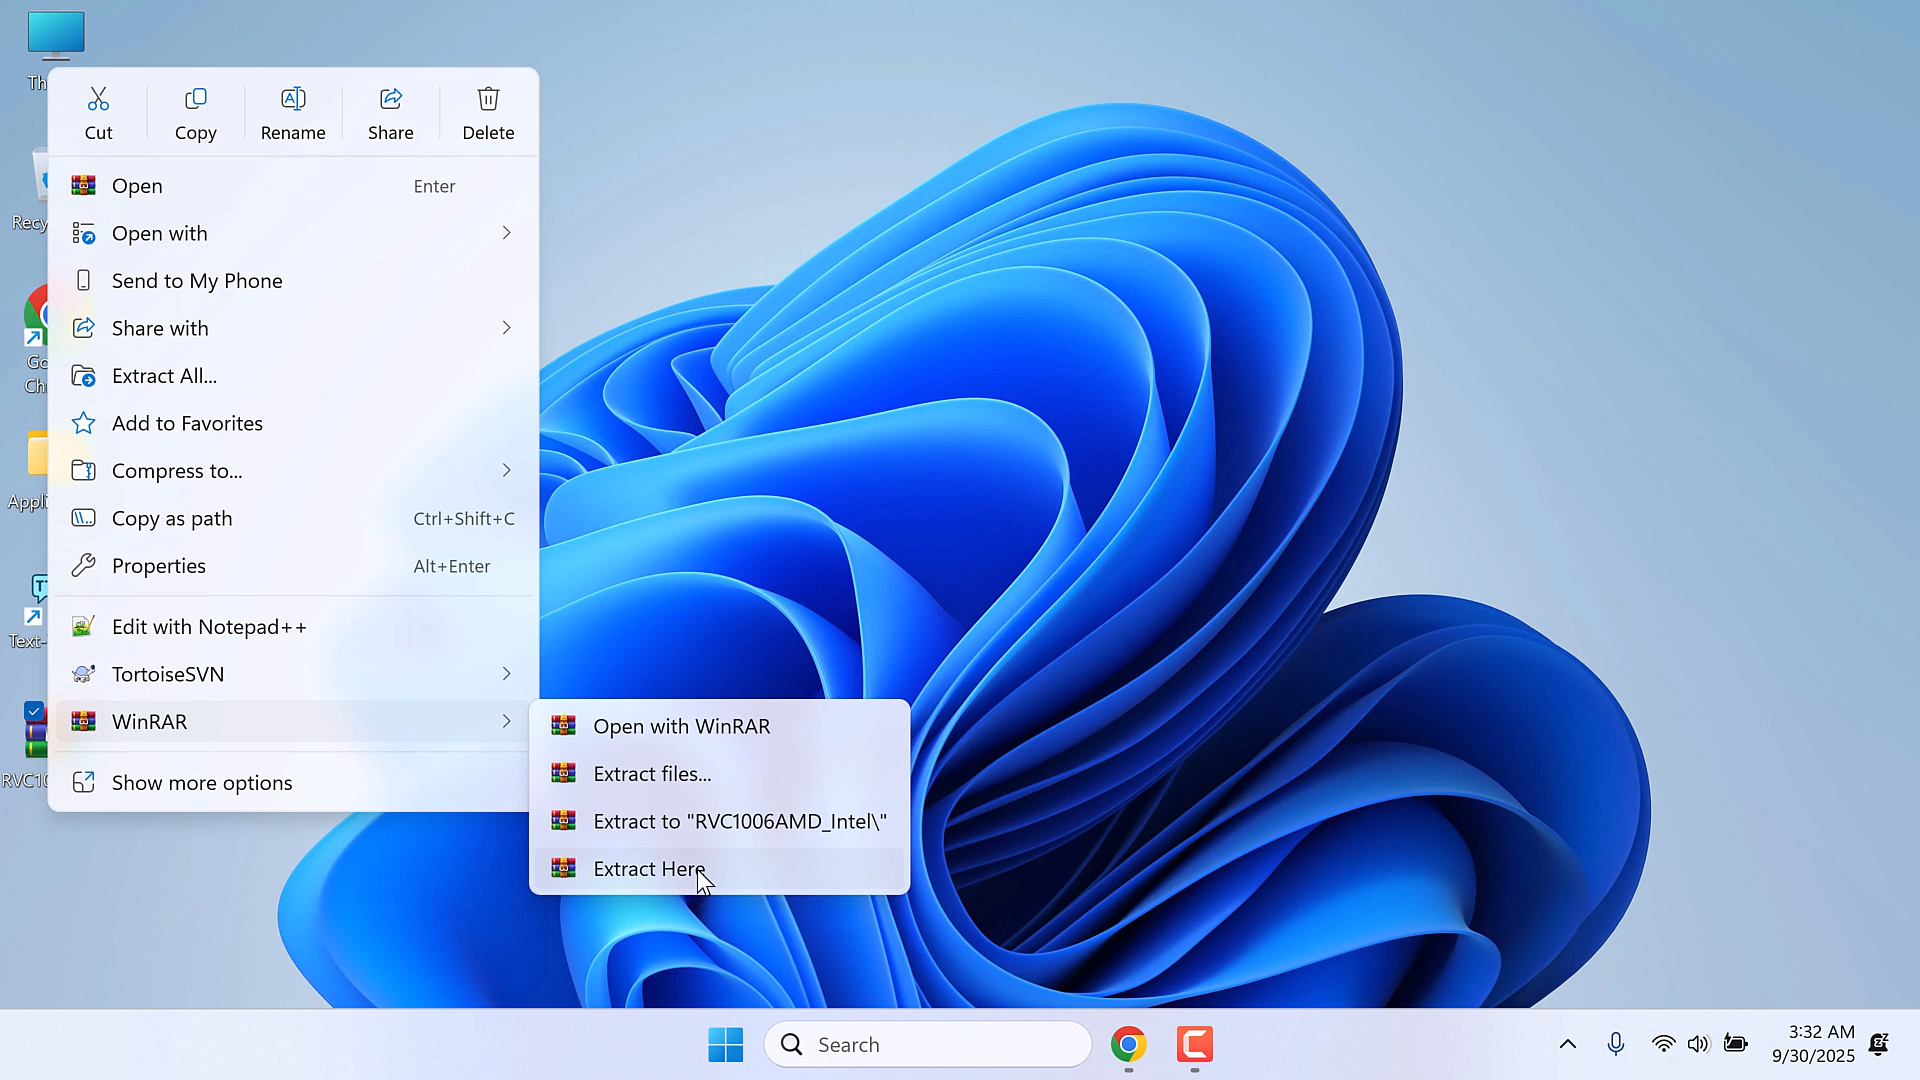 Cut
Copy
Rename
Share
Delete
Open Enter
Open with
Send to My Phone
Share with
Extract All...
Add to Favorites
Compress to...
Copy as path Ctrl+Shift+C
Properties Alt+Enter
Edit with Notepad++
TortoiseSVN
WinRAR
Show more options
Open with WinRAR
Extract files...
Extract to "RVC1006AMD_Intel\"
Extract Here
Search
3:32 AM
9/30/2025